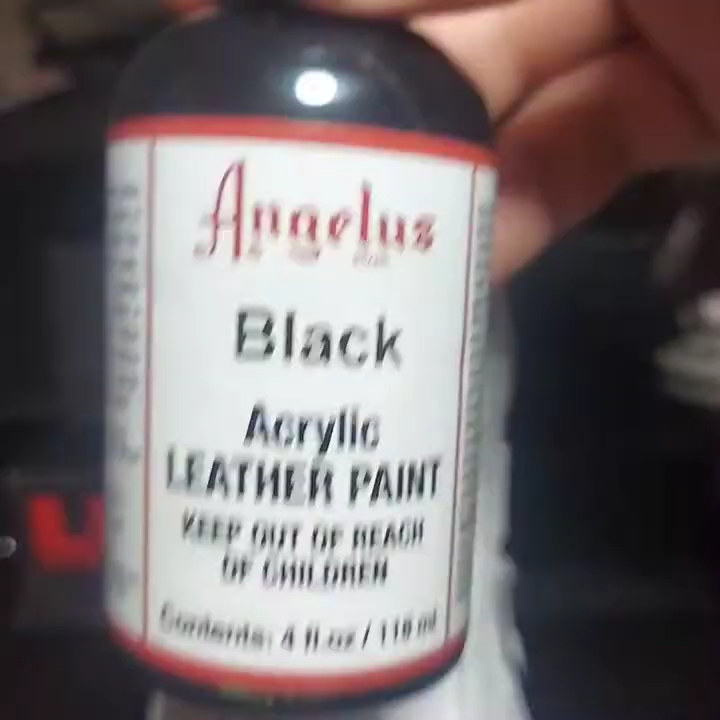 Angelus
Black
Acrylic
LEATHER PAINT
KEEP OUT OF REACH
OF CHILDREN
Contents: 4 fl oz / 118 ml